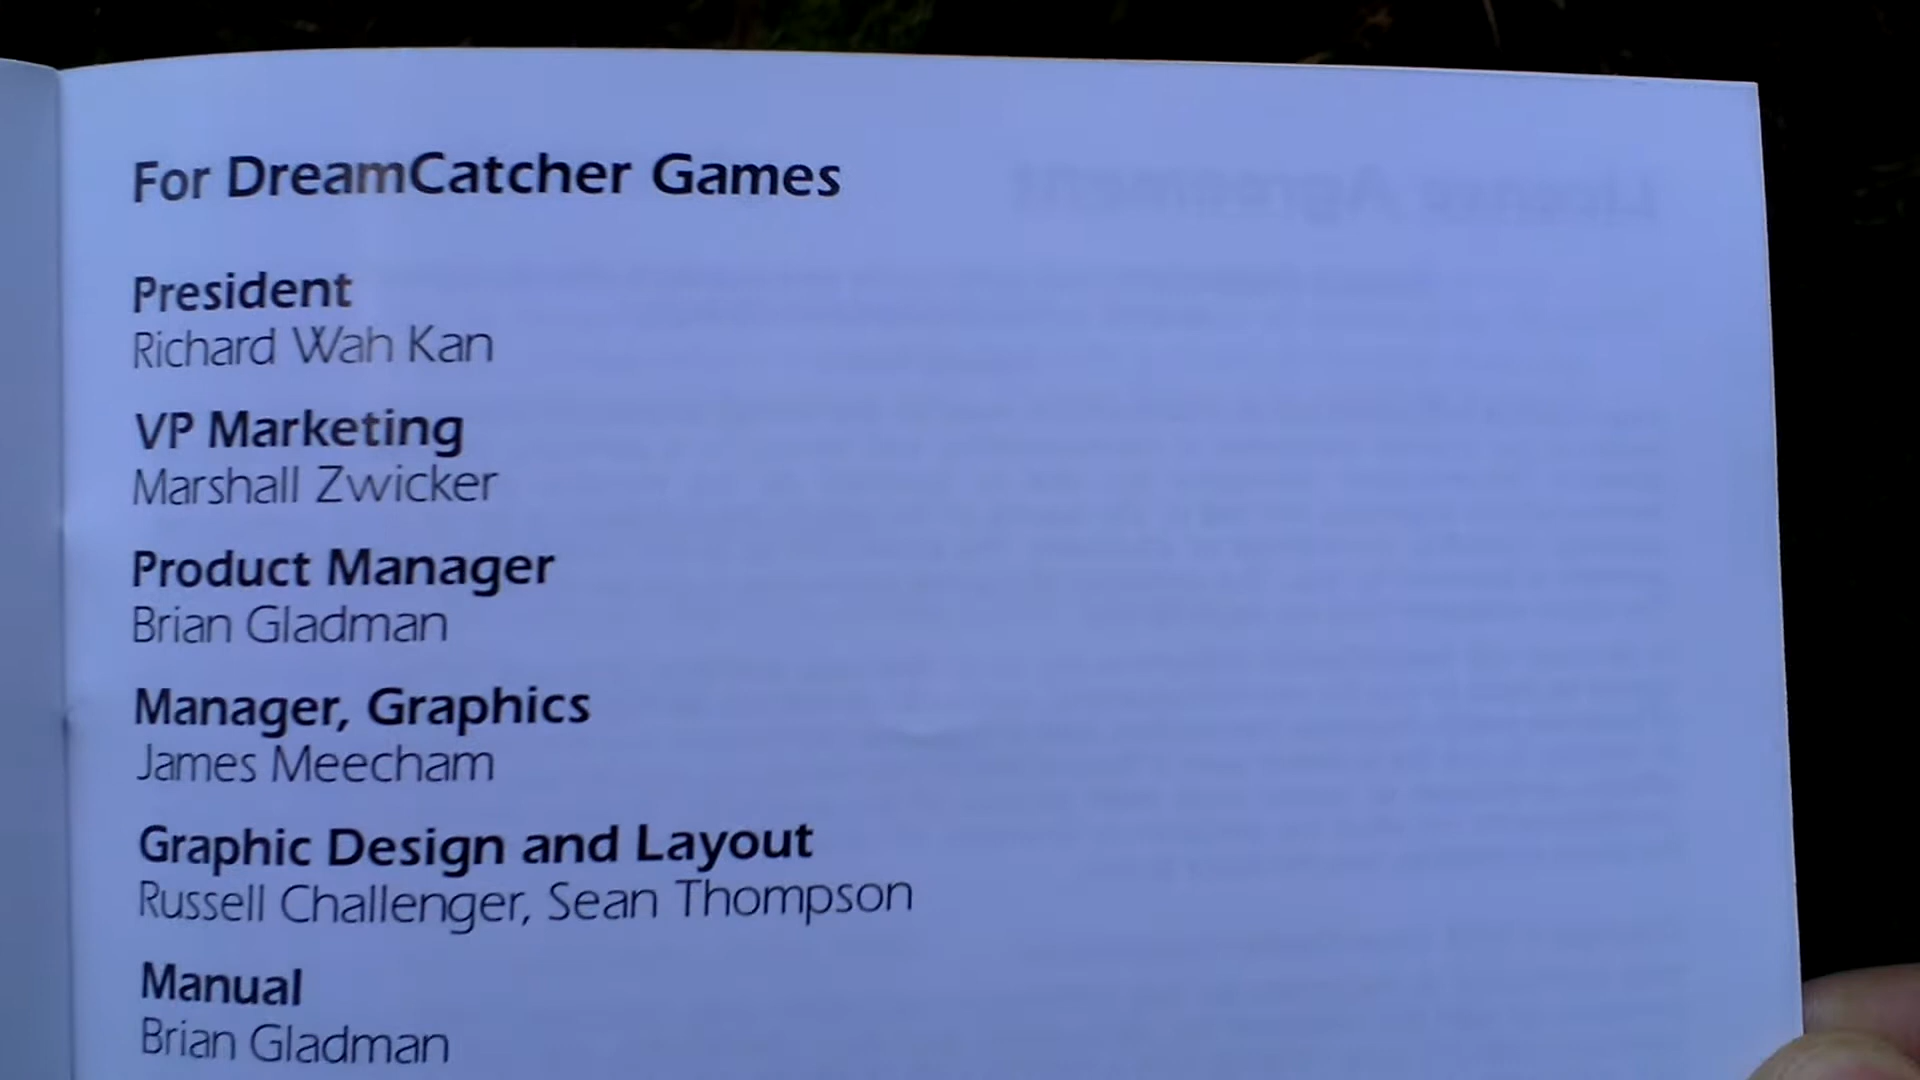 For DreamCatcher Games
President
Richard Wah Kan
VP Marketing
Marshall Zwicker
Product Manager
Brian Gladman
Manager, Graphics
James Meecham
Graphic Design and Layout
Russell Challenger, Sean Thompson
Manual
Brian Gladman